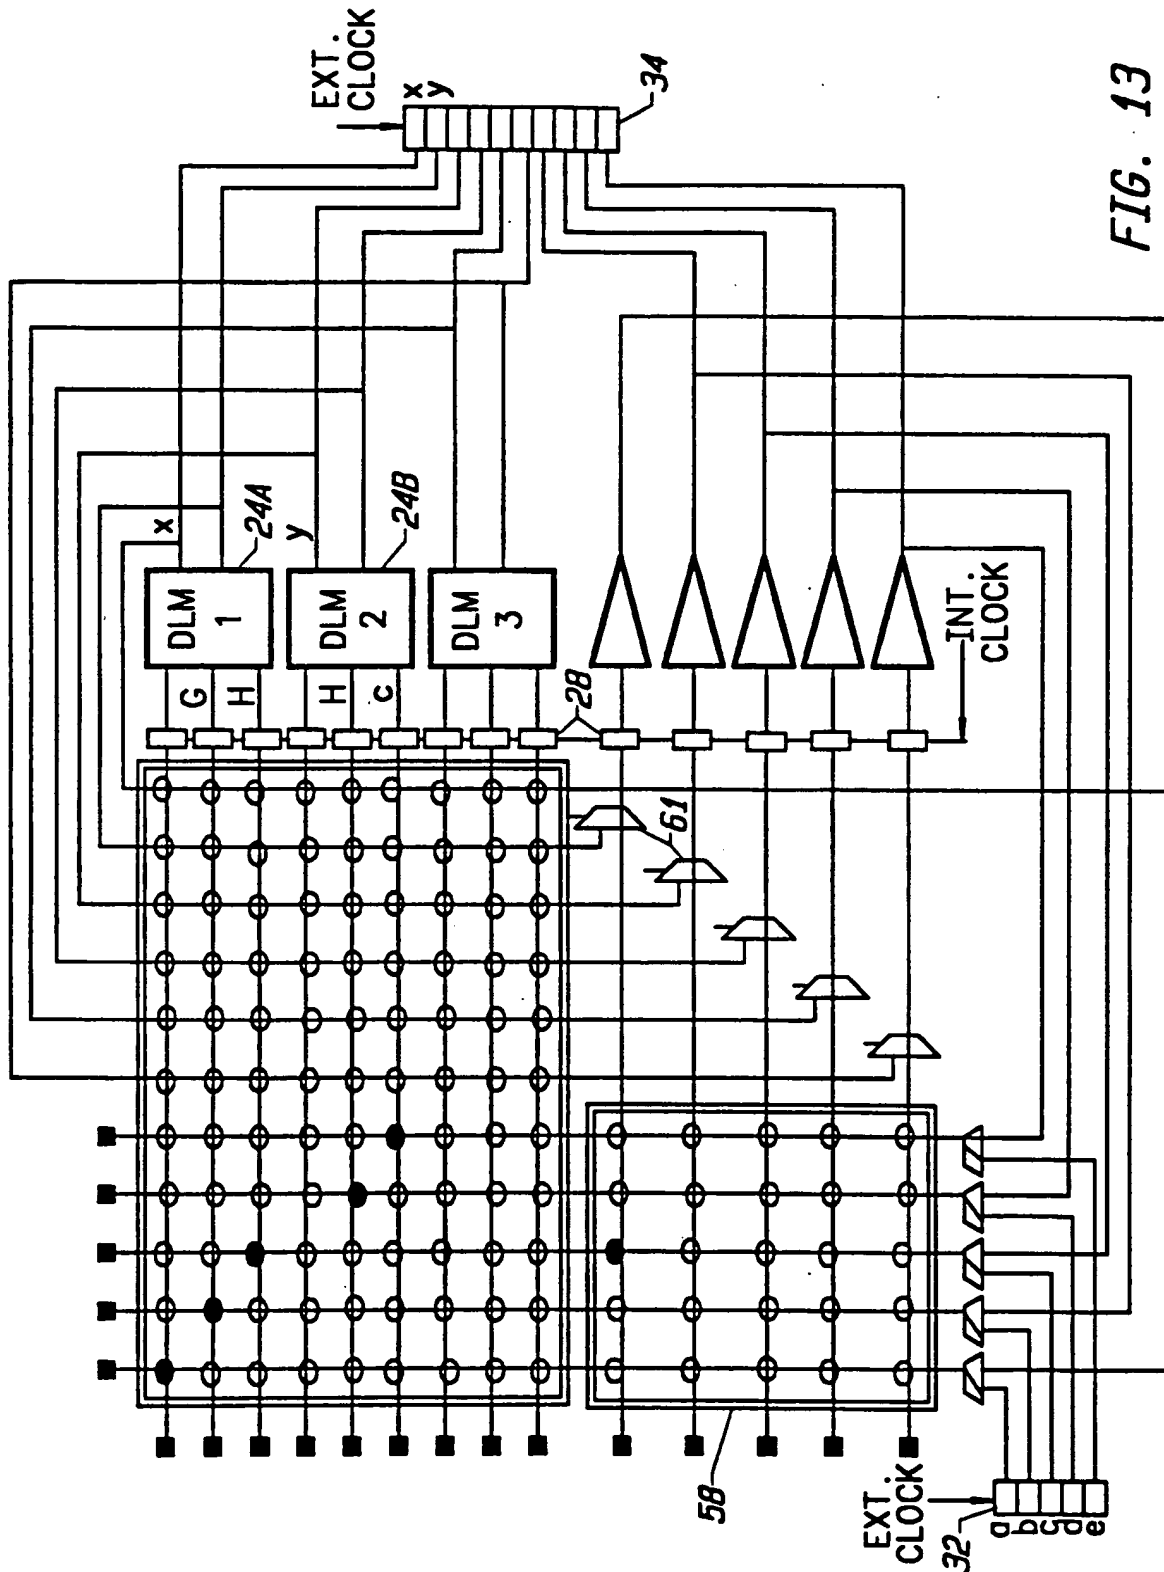 EXT.
CLOCK
x
y
34
FIG. 13
x
24A
y
24B
DLM
1
DLM
2
DLM
3
G
H
H
c
28
INT.
CLOCK
61
58
EXT.
CLOCK
32
a
b
c
d
e